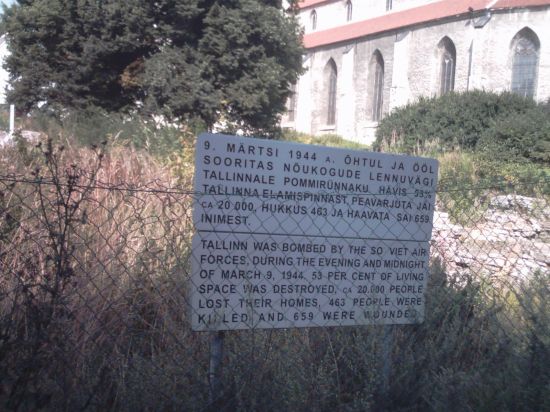 9. MÄRTSI 1944 A. ÕHTUL JA ÖÖL
SOORITAS NÕUKOGUDE LENNUVÄGI
TALLINNALE POMMIRÜNNAKU. HÄVIS 53%
TALLINNA ELAMISPINNAST, PEAVARJUTA JÄI
CA 20 000, HUKKUS 463 JA HAAVATA SAI 659
INIMEST.
TALLINN WAS BOMBED BY THE SO VIET AIR
FORCES, DURING THE EVENING AND MIDNIGHT
OF MARCH 9, 1944. 53 PER CENT OF LIVING
SPACE WAS DESTROYED, CA 20.000 PEOPLE
LOST THEIR HOMES, 463 PEOPLE WERE
KILLED AND 659 WERE WOUNDED.